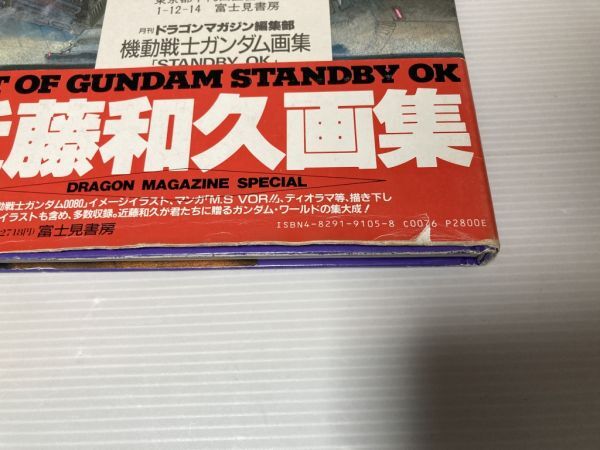 1-12-14 富士見書房
月刊ドラゴンマガジン編集部
機動戦士ガンダム画集
「STANDBY OK」
T OF GUNDAM STANDBY OK
藤和久画集
DRAGON MAGAZINE SPECIAL
動戦士ガンダム0080」イメージイラスト、マンガ「M.S VOR!!」、ディオラマ等、描き下し
イラストも含め、多数収録。近藤和久が君たちに贈るガンダム・ワールドの集大成!
2718円) 富士見書房
ISBN4-8291-9105-8 C0076 P2800E